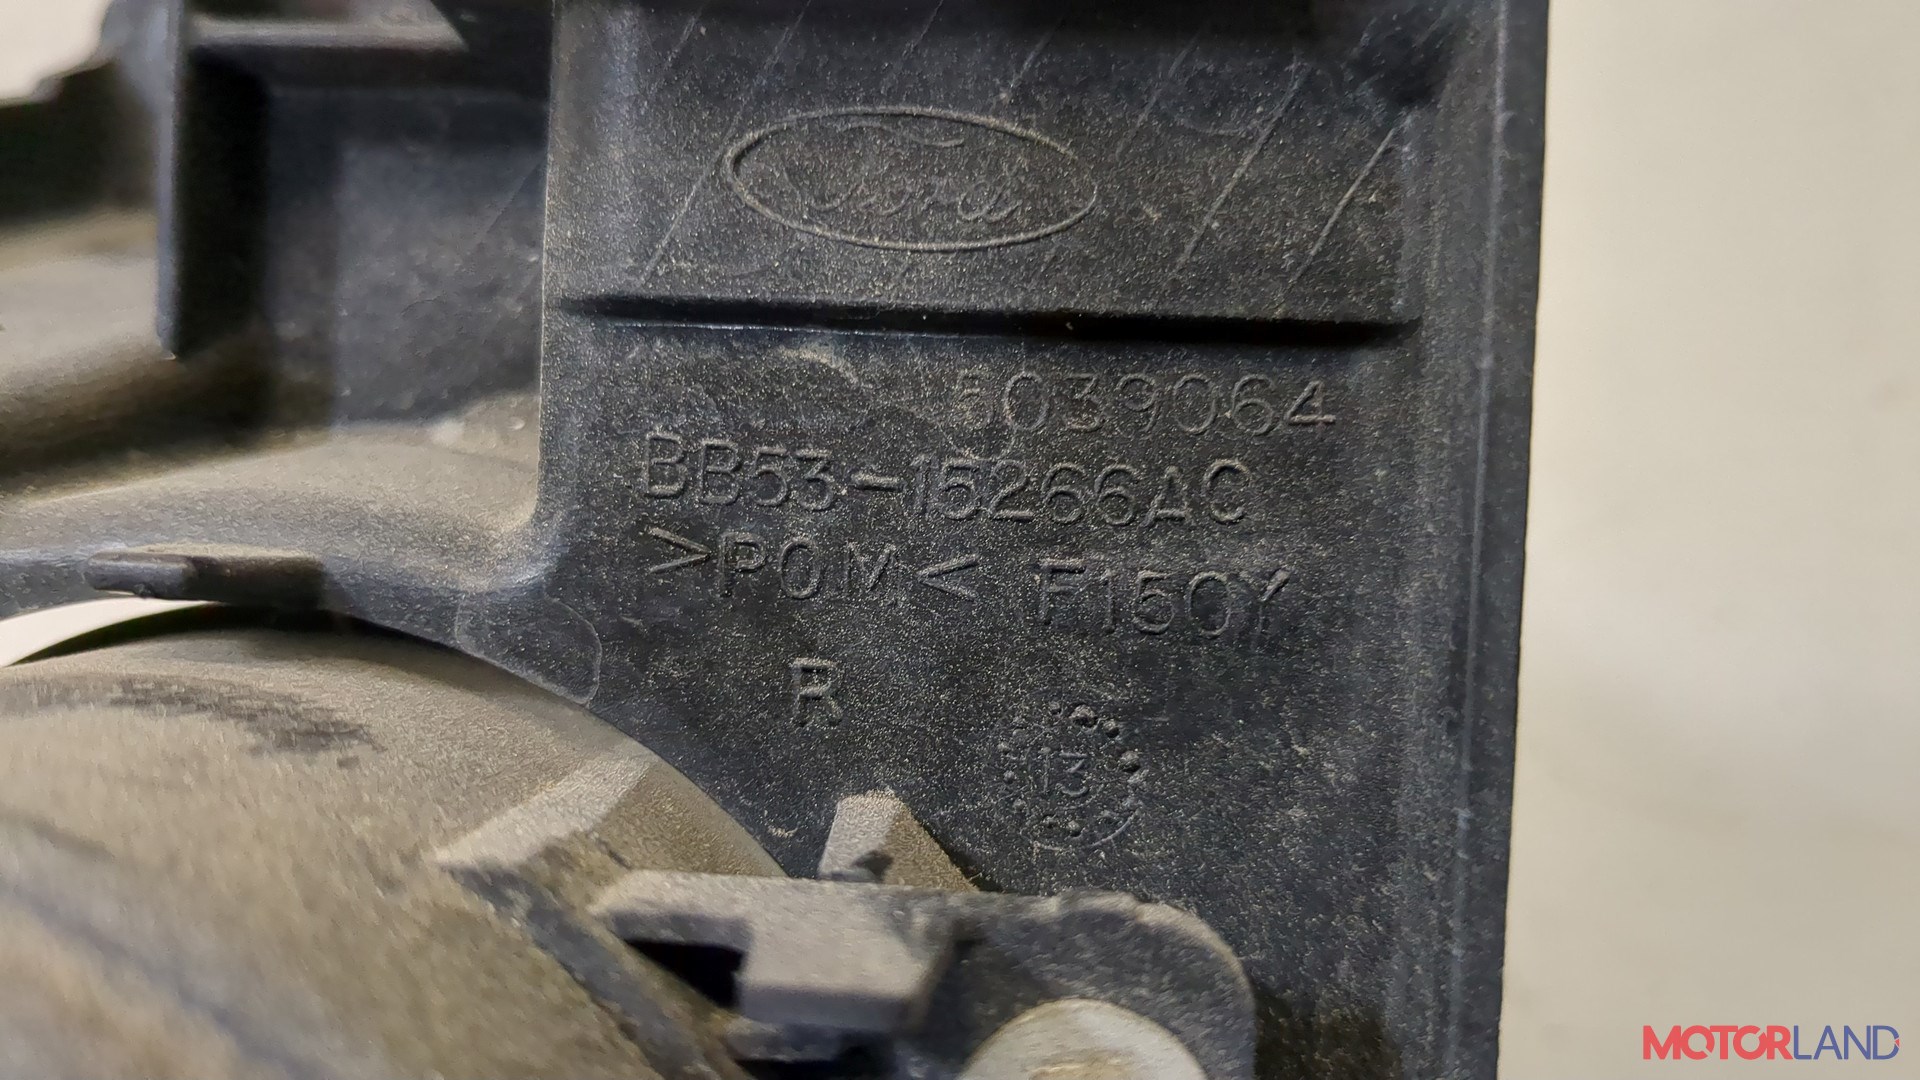 Ford
5039064
BB53-15266AC
>POM< F150Y
R
13
MOTORLAND